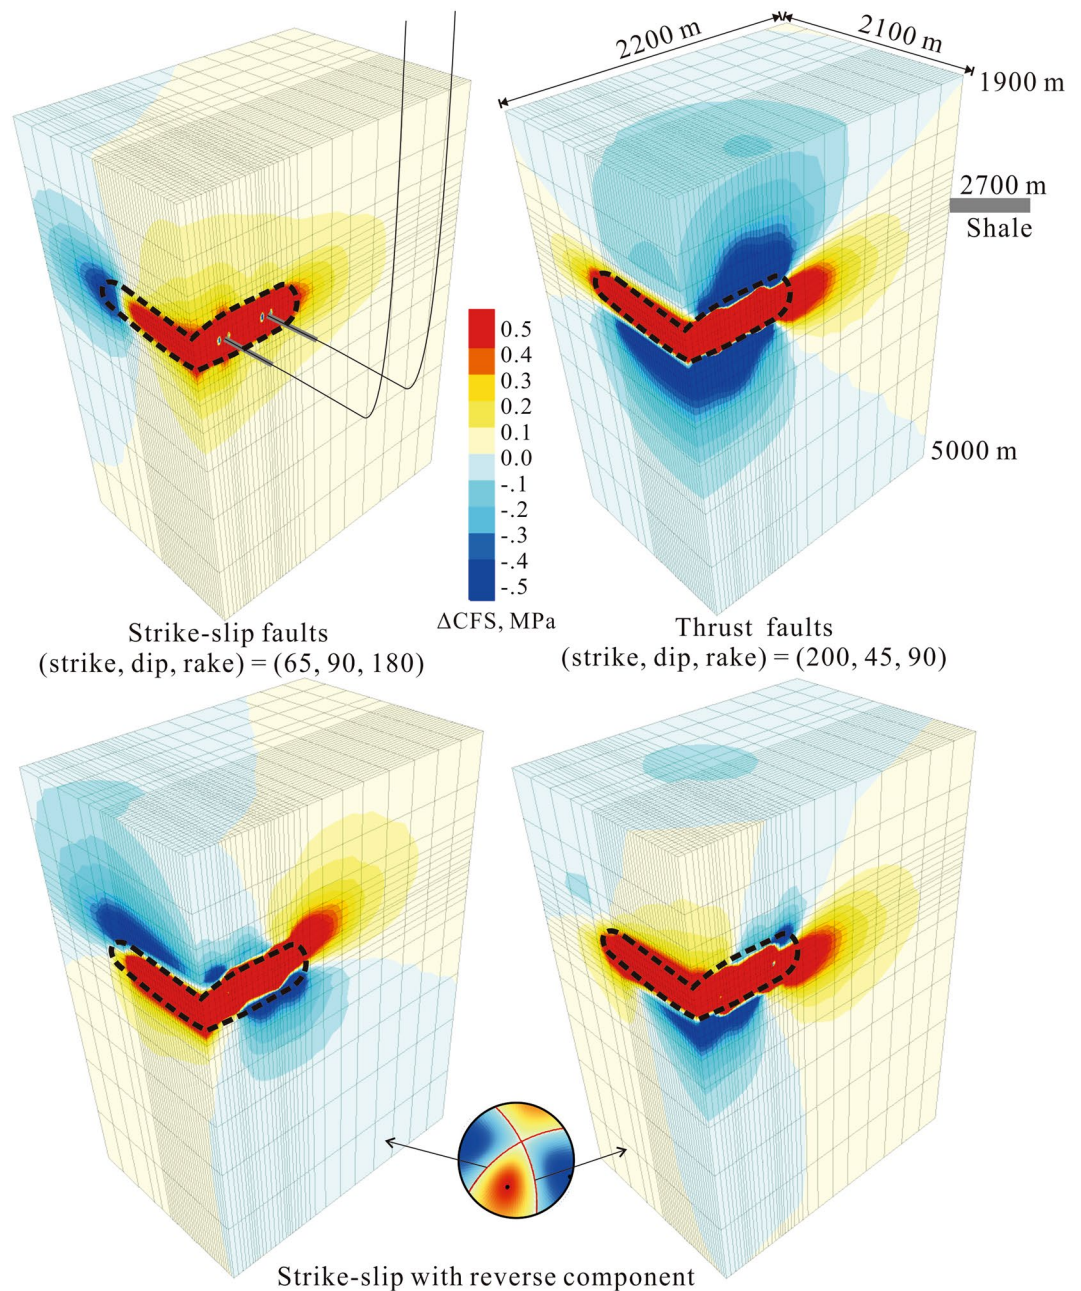 2200 m
2100 m
1900 m
2700 m
Shale
0.5
0.4
0.3
0.2
0.1
0.0
-.1
-.2
-.3
-.4
-.5
5000 m
ΔCFS, MPa
Strike-slip faults
(strike, dip, rake) = (65, 90, 180)
Thrust faults
(strike, dip, rake) = (200, 45, 90)
Strike-slip with reverse component